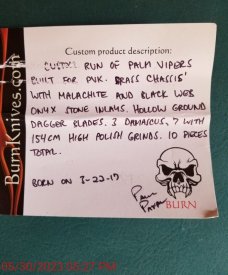 BurnKnives.com
Custom product description:
CUSTOM RUN OF PALM VIPERS
BUILT FOR PVK. BRASS CHASSIS'
WITH MALACHITE AND BLACK WEB
ONYX STONE INLAYS. HOLLOW GROUND
DAGGER BLADES. 3 DAMASCUS, 7 WITH
154CM HIGH POLISH GRINDS. 10 PIECES
TOTAL.
BORN ON 3-22-17
BURN
05/30/2023 05:27 PM